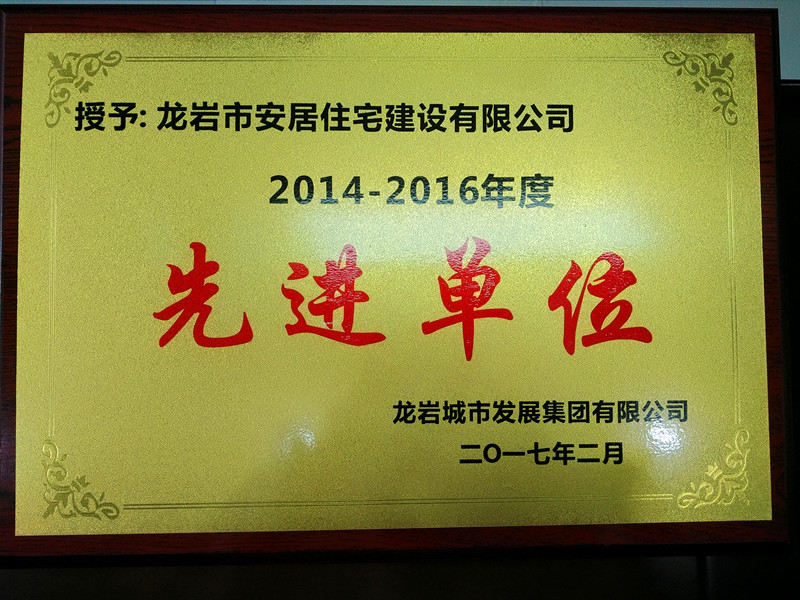 授予: 龙岩市安居住宅建设有限公司
2014-2016年度
先进单位
龙岩城市发展集团有限公司
二O一七年二月